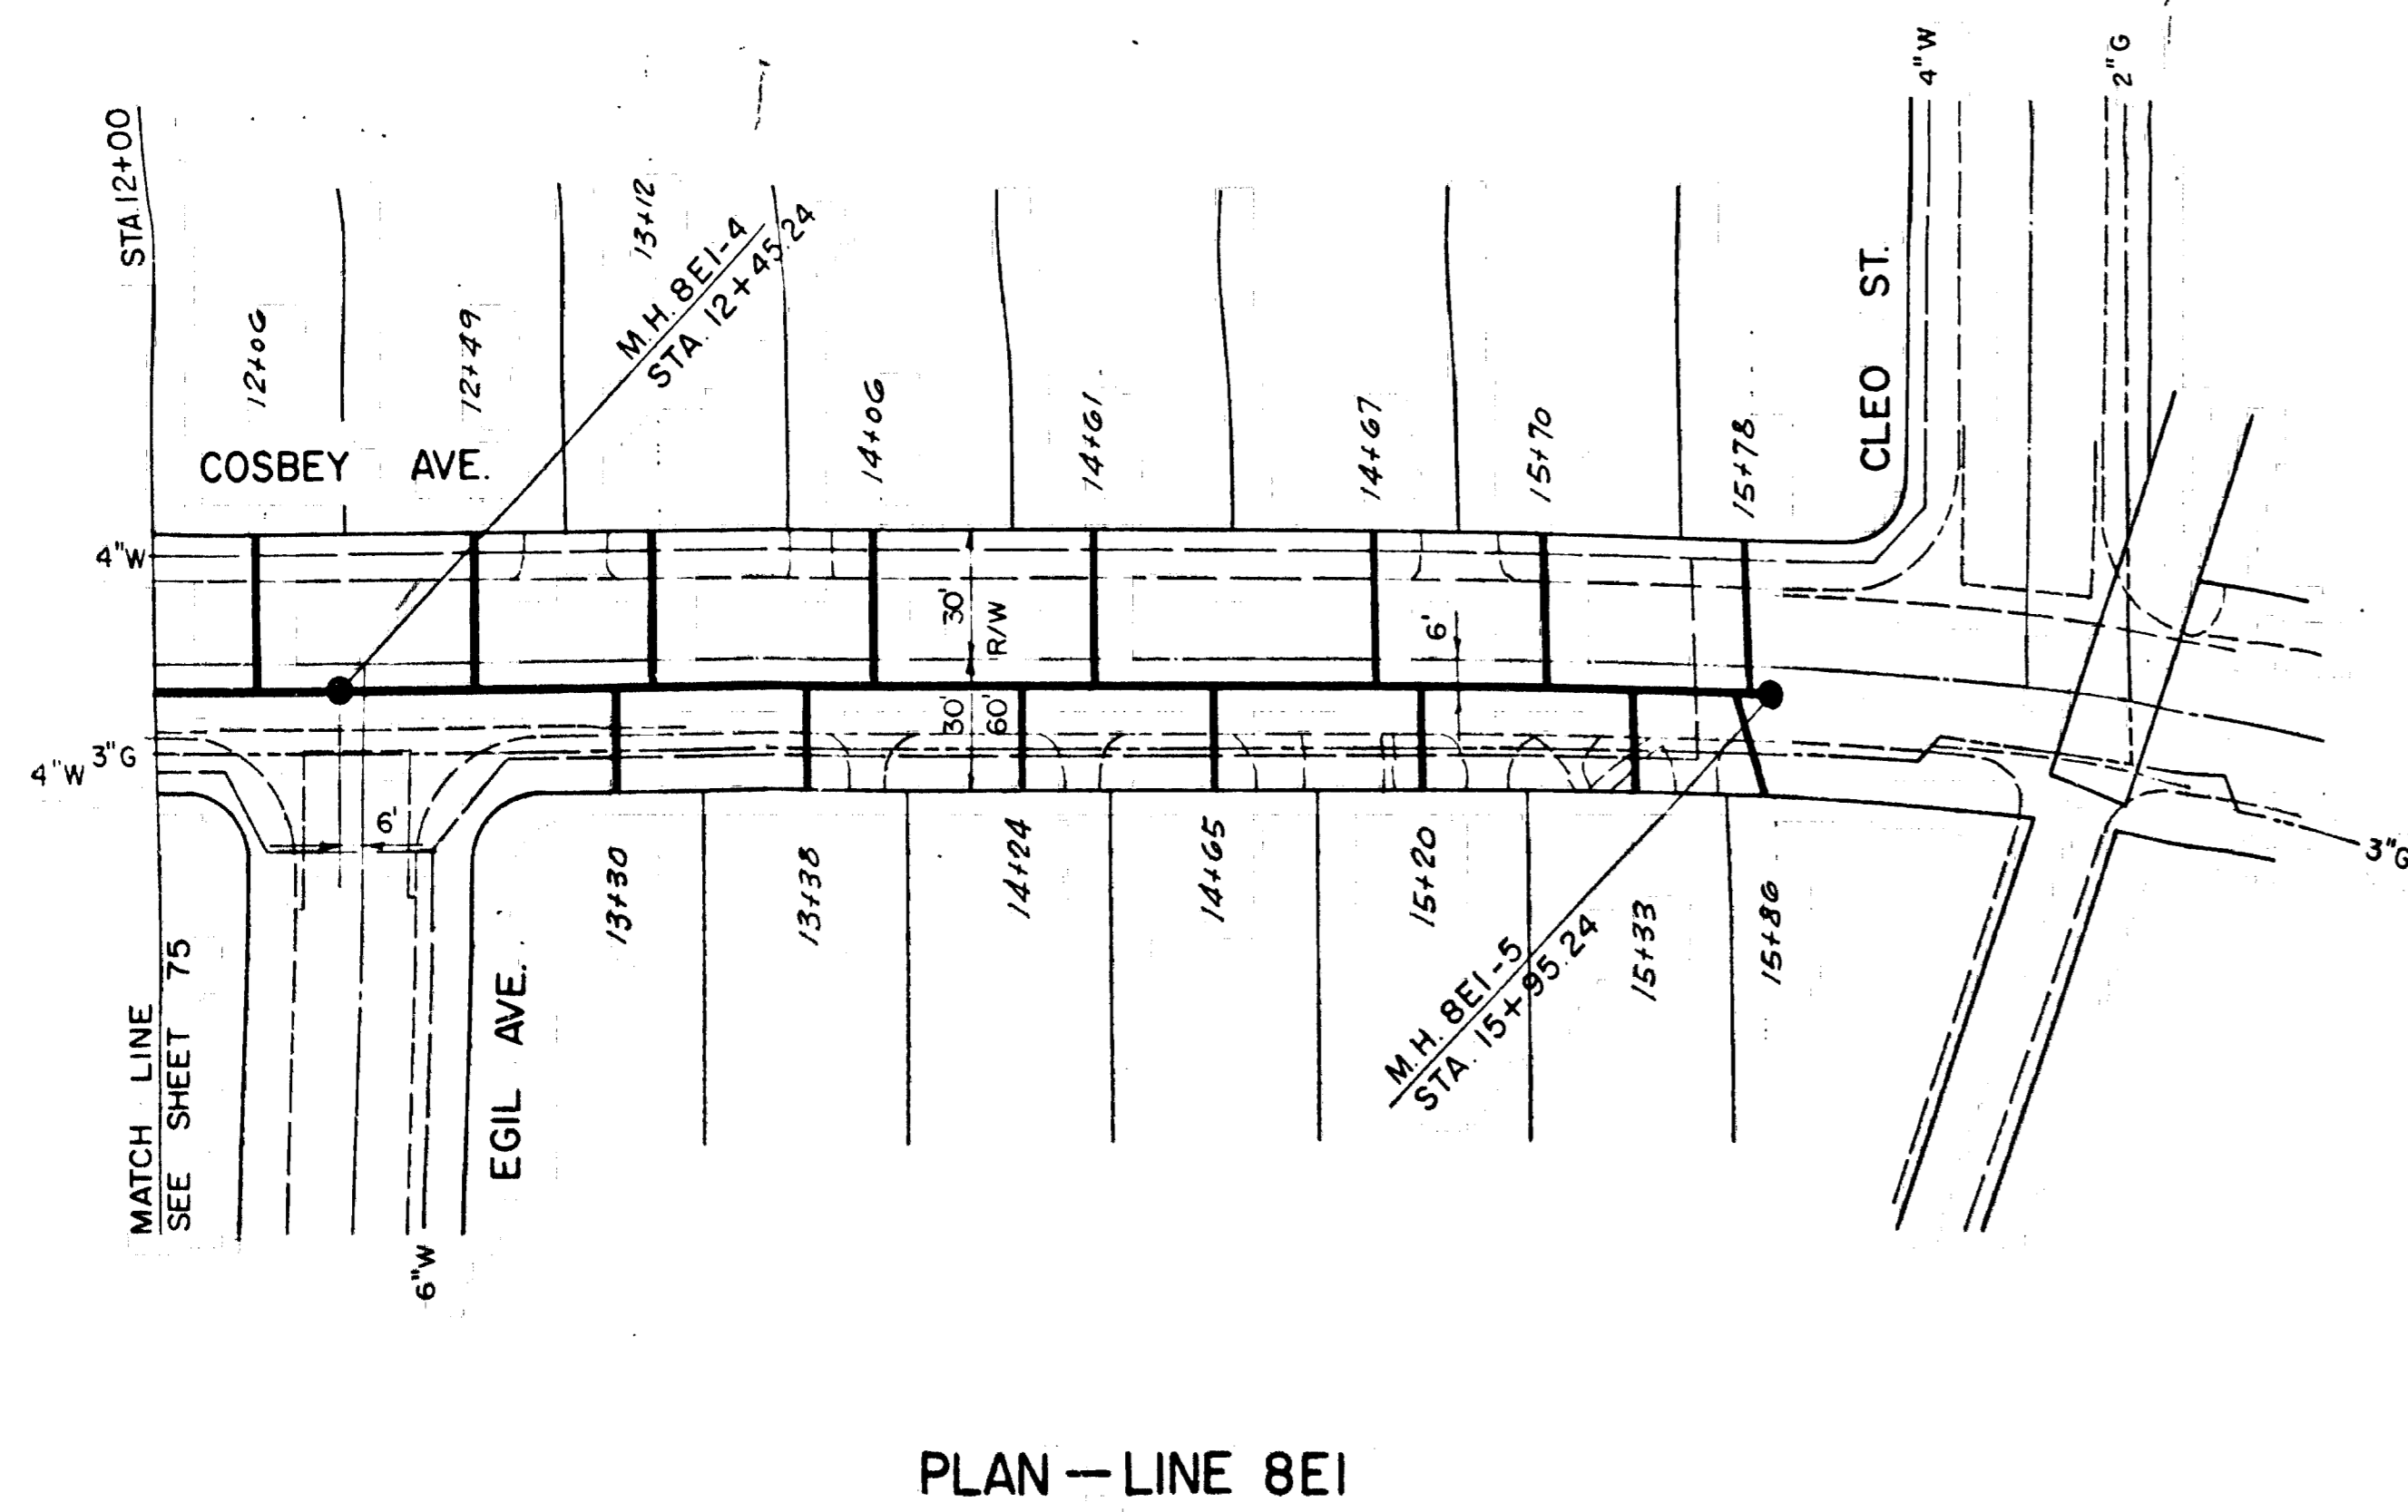 STA. 12+00
12+06
12+49
13+12
M.H. 8E1-4
STA. 12+45.24
14+06
14+61
14+67
15+70
15+78
CLEO ST.
4"W
2"G
COSBEY AVE.
4"W
30'
R/W
6'
30'
60'
3"G
4"W
6'
3"G
13+30
13+38
14+24
14+65
15+20
15+33
15+86
M.H. 8E1-5
STA. 15+95.24
MATCH LINE
SEE SHEET 75
EGIL AVE.
6"W
PLAN — LINE 8E1